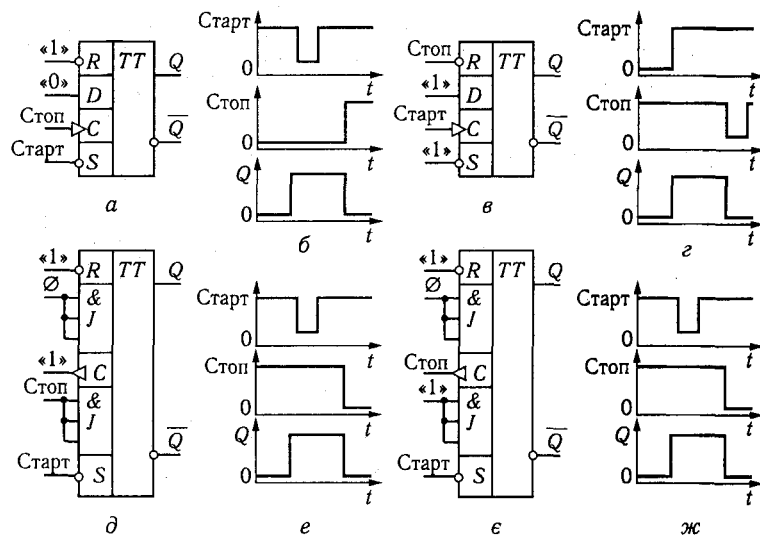 «1»
R
TT
Q
«0»
D
Стоп
C
Q
Старт
S
а
Старт
0
t
Стоп
0
t
Q
0
t
б
Стоп
R
TT
Q
«1»
D
Старт
C
Q
«1»
S
в
Старт
0
t
Стоп
0
t
Q
0
t
г
«1»
R
TT
Q
Ø
&
J
«1»
C
Стоп
&
J
Q
Старт
S
д
Старт
0
t
Стоп
0
t
Q
0
t
е
«1»
R
TT
Q
Ø
&
J
Стоп
C
«1»
&
J
Q
Старт
S
є
Старт
0
t
Стоп
0
t
Q
0
t
ж